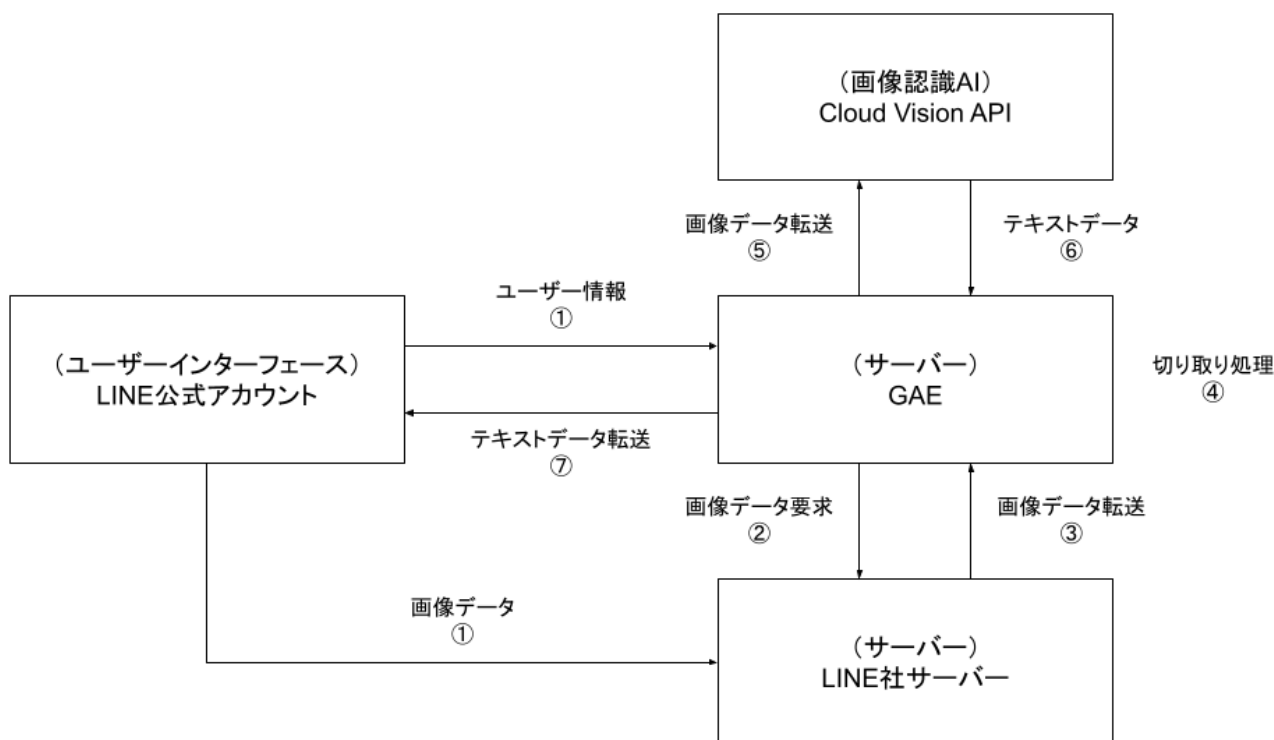 （画像認識AI）
Cloud Vision API
画像データ転送
⑤
テキストデータ
⑥
ユーザー情報
①
（ユーザーインターフェース）
LINE公式アカウント
（サーバー）
GAE
切り取り処理
④
テキストデータ転送
⑦
画像データ要求
②
画像データ転送
③
画像データ
①
（サーバー）
LINE社サーバー